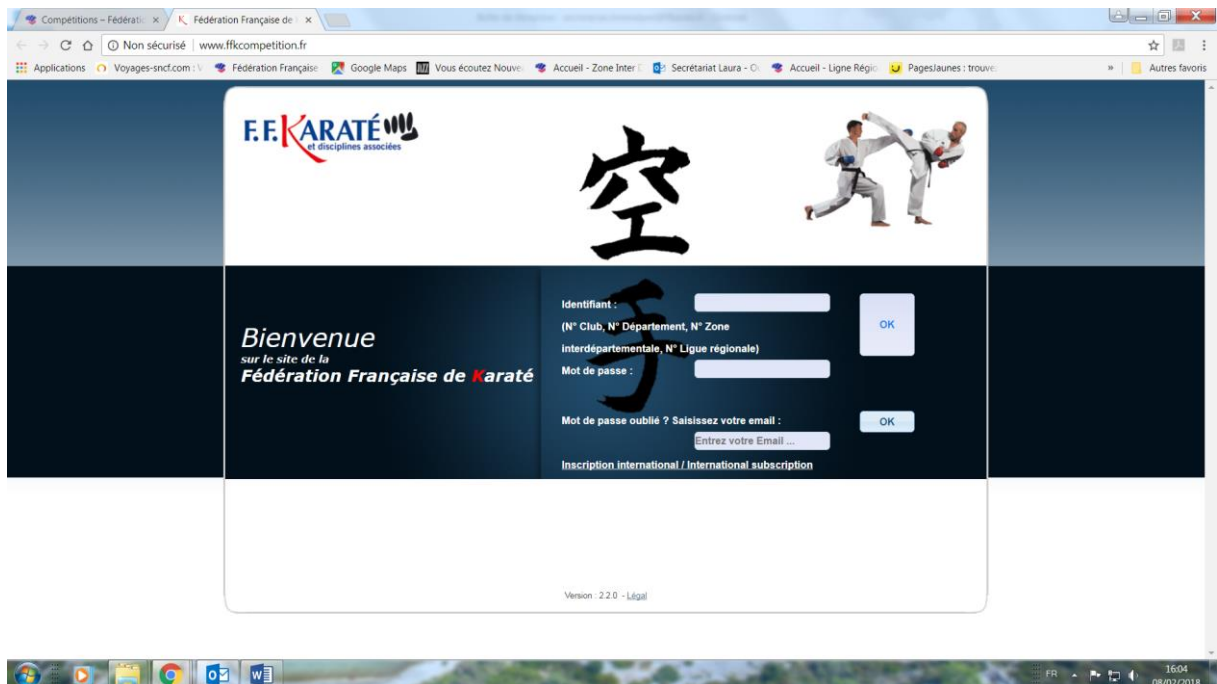 Compétitions – Fédératic
Fédération Française de
Non sécurisé | www.ffkcompetition.fr
Applications Voyages-sncf.com : V Fédération Française Google Maps Vous écoutez Nouve Accueil - Zone Inter Secrétariat Laura - O Accueil - Ligne Régio PagesJaunes : trouve » Autres favoris
F.F.KARATÉ
et disciplines associées
空
手
Bienvenue
sur le site de la
Fédération Française de Karaté
Identifiant :
(N° Club, N° Département, N° Zone
interdépartementale, N° Ligue régionale)
OK
Mot de passe :
Mot de passe oublié ? Saisissez votre email :
OK
Entrez votre Email ...
Inscription international / International subscription
Version : 2.2.0 - Légal
FR
16:04
08/02/2018